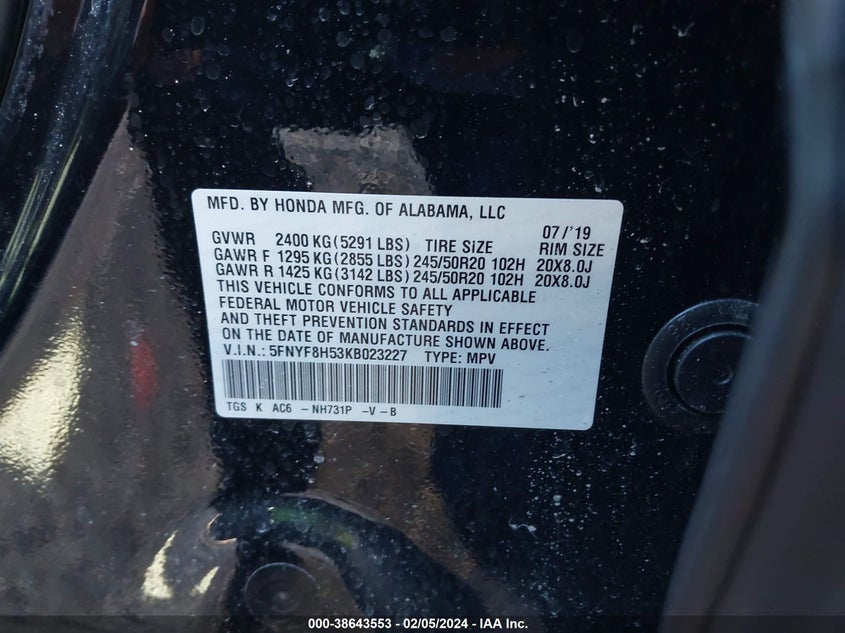 MFD. BY HONDA MFG. OF ALABAMA, LLC
07/'19
GVWR 2400 KG(5291 LBS) TIRE SIZE RIM SIZE
GAWR F 1295 KG(2855 LBS) 245/50R20 102H 20X8.0J
GAWR R 1425 KG(3142 LBS) 245/50R20 102H 20X8.0J
THIS VEHICLE CONFORMS TO ALL APPLICABLE
FEDERAL MOTOR VEHICLE SAFETY
AND THEFT PREVENTION STANDARDS IN EFFECT
ON THE DATE OF MANUFACTURE SHOWN ABOVE.
V.I.N.: 5FNYF8H53KB023227 TYPE: MPV
TGS K AC6 -NH731P -V-B
000-38643553 — 02/05/2024 - IAA Inc.